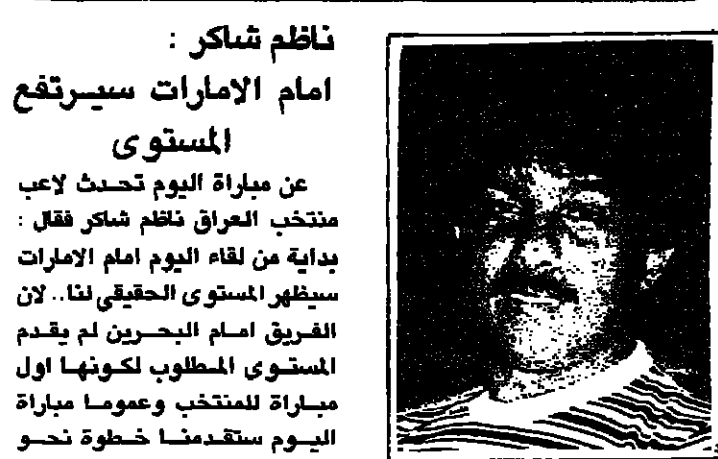 ناظم شاكر :
امام الامارات سيرتفع
المستوى
عن مباراة اليوم تحدث لاعب
منتخب العراق ناظم شاكر فقال :
بداية من لقاء اليوم امام الامارات
سيظهر المستوى الحقيقي لنا.. لان
الفريق امام البحرين لم يقدم
المستوى المطلوب لكونها اول
مباراة للمنتخب وعموما مباراة
اليوم ستقدمنا خطوة نحو